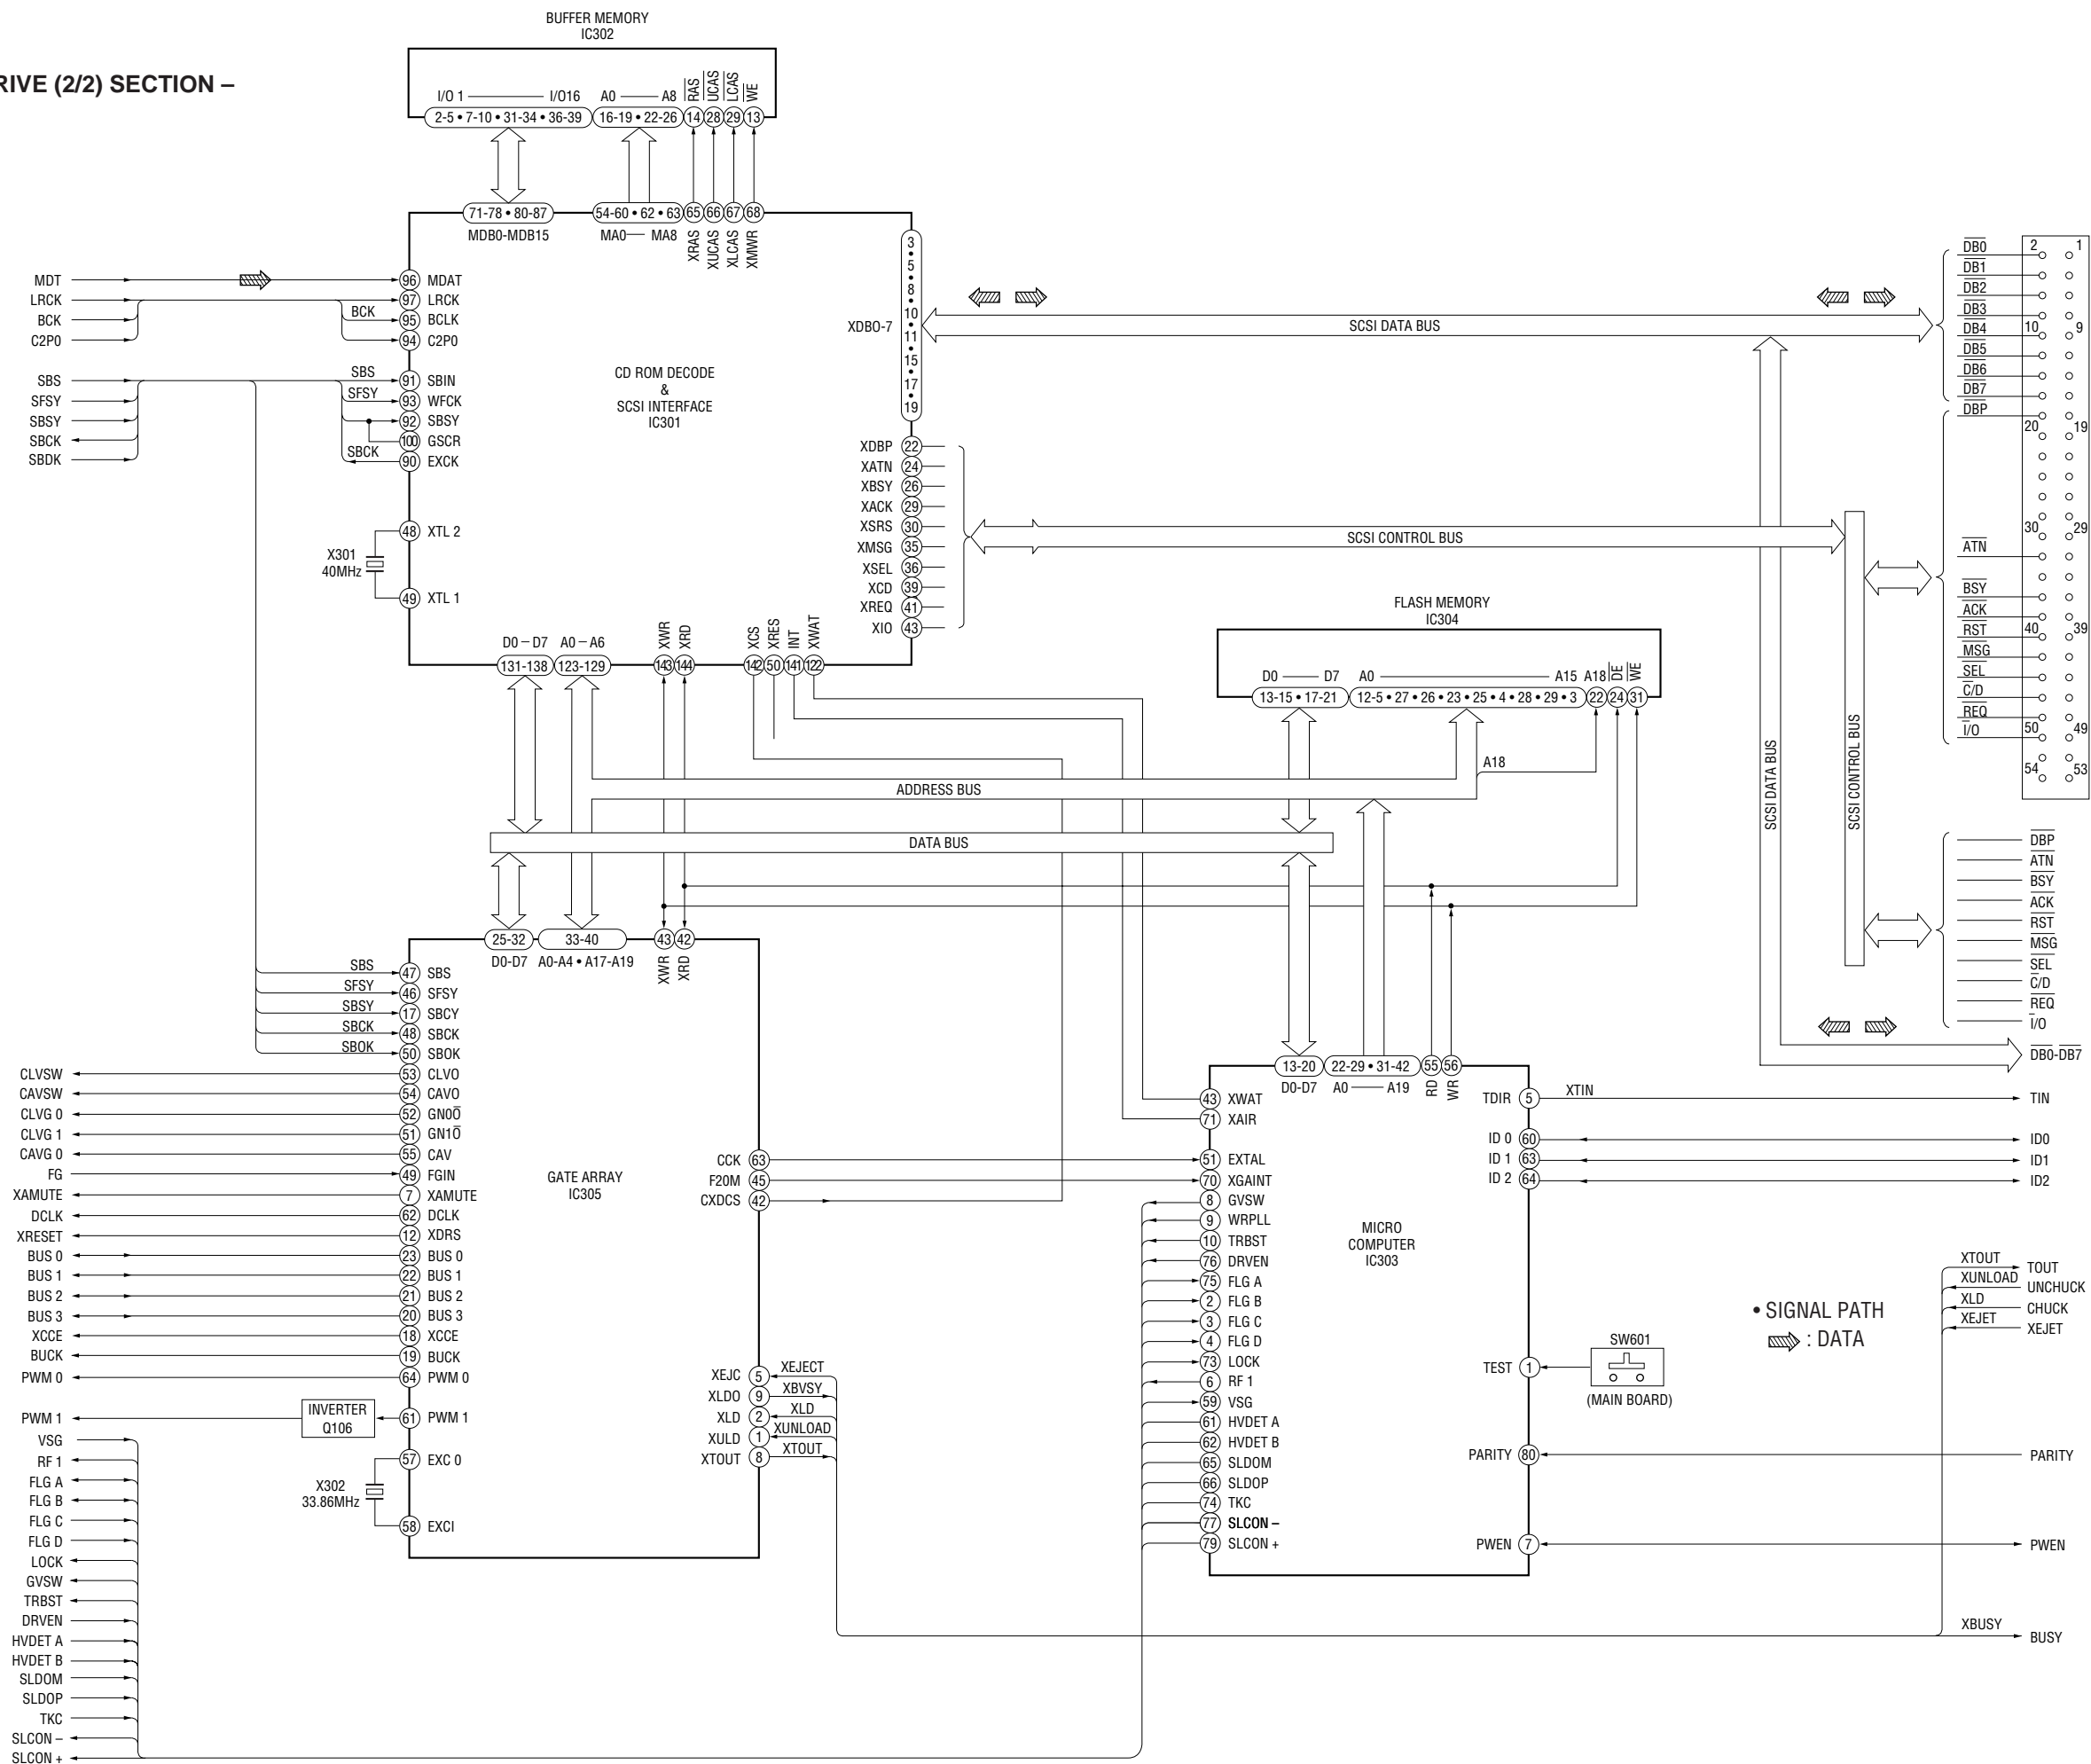 RIVE (2/2) SECTION –
BUFFER MEMORY
IC302
I/O 1 I/O16 A0 A8 RAS UCAS LCAS WE
2-5 • 7-10 • 31-34 • 36-39 16-19 • 22-26 14 28 29 13
71-78 • 80-87 54-60 • 62 • 63 65 66 67 68
MDB0-MDB15 MA0 MA8 XRAS XUCAS XLCAS XMWR
MDT 96 MDAT
LRCK 97 LRCK
BCK BCK 95 BCLK
C2P0 94 C2P0
SBS SBS 91 SBIN
SFSY SFSY 93 WFCK
SBSY 92 SBSY
SBCK 100 GSCR
SBDK SBCK 90 EXCK
48 XTL 2
X301
40MHz
49 XTL 1
CD ROM DECODE
&
SCSI INTERFACE
IC301
XDB0-7
3 • 5 • 8 • 10 • 11 • 15 • 17 • 19
SCSI DATA BUS
XDBP 22
XATN 24
XBSY 26
XACK 29
XSRS 30
XMSG 35
XSEL 36
XCD 39
XREQ 41
XIO 43
SCSI CONTROL BUS
D0 – D7 A0 – A6 XWR XRD XCS XRES INT XWAT
131-138 123-129 143 144 142 50 141 122
FLASH MEMORY
IC304
D0 D7 A0 A15 A18 DE WE
13-15 • 17-21 12-5 • 27 • 26 • 23 • 25 • 4 • 28 • 29 • 3 22 24 31
A18
ADDRESS BUS
DATA BUS
SCSI DATA BUS
SCSI CONTROL BUS
DB0 2 1
DB1
DB2
DB3
DB4 10 9
DB5
DB6
DB7
DBP
20 19
30 29
ATN
BSY
ACK
RST 40 39
MSG
SEL
C/D
REQ
I/O 50 49
54 53
DBP
ATN
BSY
ACK
RST
MSG
SEL
C/D
REQ
I/O
DB0-DB7
25-32 33-40 43 42
D0-D7 A0-A4 • A17-A19 XWR XRD
SBS 47 SBS
SFSY 46 SFSY
SBSY 17 SBCY
SBCK 48 SBCK
SBOK 50 SBOK
CLVSW 53 CLVO
CAVSW 54 CAVO
CLVG 0 52 GN0O
CLVG 1 51 GN1O
CAVG 0 55 CAV
FG 49 FGIN
XAMUTE 7 XAMUTE
DCLK 62 DCLK
XRESET 12 XDRS
BUS 0 23 BUS 0
BUS 1 22 BUS 1
BUS 2 21 BUS 2
BUS 3 20 BUS 3
XCCE 18 XCCE
BUCK 19 BUCK
PWM 0 64 PWM 0
PWM 1 INVERTER
Q106 61 PWM 1
57 EXC 0
X302
33.86MHz
58 EXCI
GATE ARRAY
IC305
CCK 63
F20M 45
CXDCS 42
XEJC 5 XEJECT
XLDO 9 XBVSY
XLD 2 XLD
XULD 1 XUNLOAD
XTOUT 8 XTOUT
VSG
RF 1
FLG A
FLG B
FLG C
FLG D
LOCK
GVSW
TRBST
DRVEN
HVDET A
HVDET B
SLDOM
SLDOP
TKC
SLCON –
SLCON +
13-20 22-29 • 31-42 55 56
D0-D7 A0 A19 RD WR
43 XWAT
71 XAIR
51 EXTAL
70 XGAINT
8 GVSW
9 WRPLL
10 TRBST
76 DRVEN
75 FLG A
2 FLG B
3 FLG C
4 FLG D
73 LOCK
6 RF 1
59 VSG
61 HVDET A
62 HVDET B
65 SLDOM
66 SLDOP
74 TKC
77 SLCON –
79 SLCON +
MICRO
COMPUTER
IC303
TDIR 5 XTIN TIN
ID 0 60 ID0
ID 1 63 ID1
ID 2 64 ID2
TEST 1
SW601
(MAIN BOARD)
PARITY 80 PARITY
PWEN 7 PWEN
XTOUT TOUT
XUNLOAD UNCHUCK
XLD CHUCK
XEJET XEJET
XBUSY BUSY
• SIGNAL PATH
: DATA